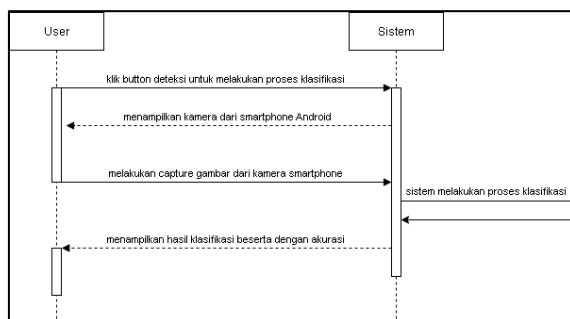 User
Sistem
klik button deteksi untuk melakukan proses klasifikasi
menampilkan kamera dari smartphone Android
melakukan capture gambar dari kamera smartphone
sistem melakukan proses klasifikasi
menampilkan hasil klasifikasi beserta dengan akurasi